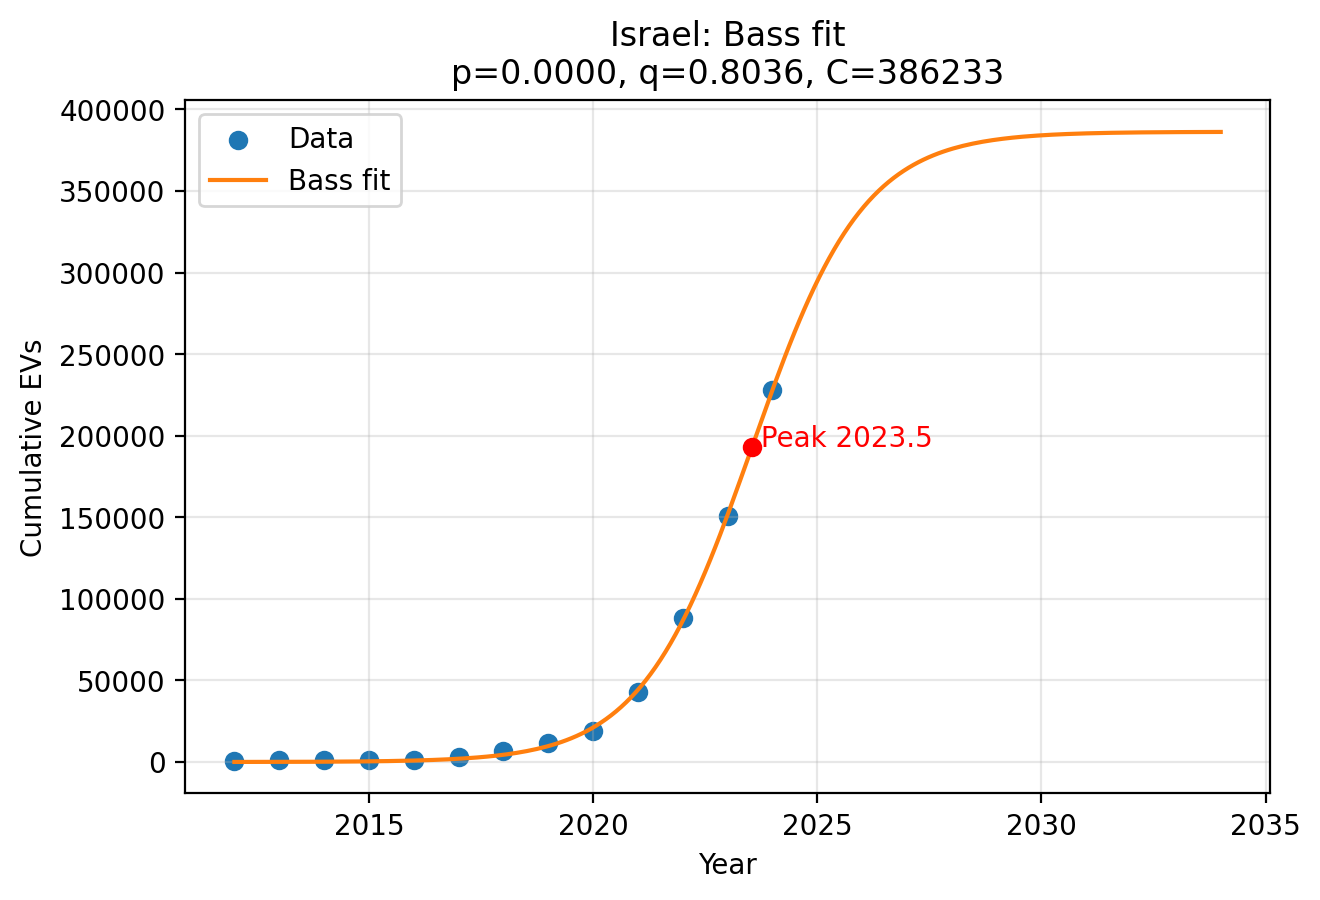 Israel: Bass fit
p=0.0000, q=0.8036, C=386233
Data
Bass fit
400000
350000
300000
250000
200000
150000
100000
50000
0
Cumulative EVs
Peak 2023.5
2015 2020 2025 2030 2035
Year